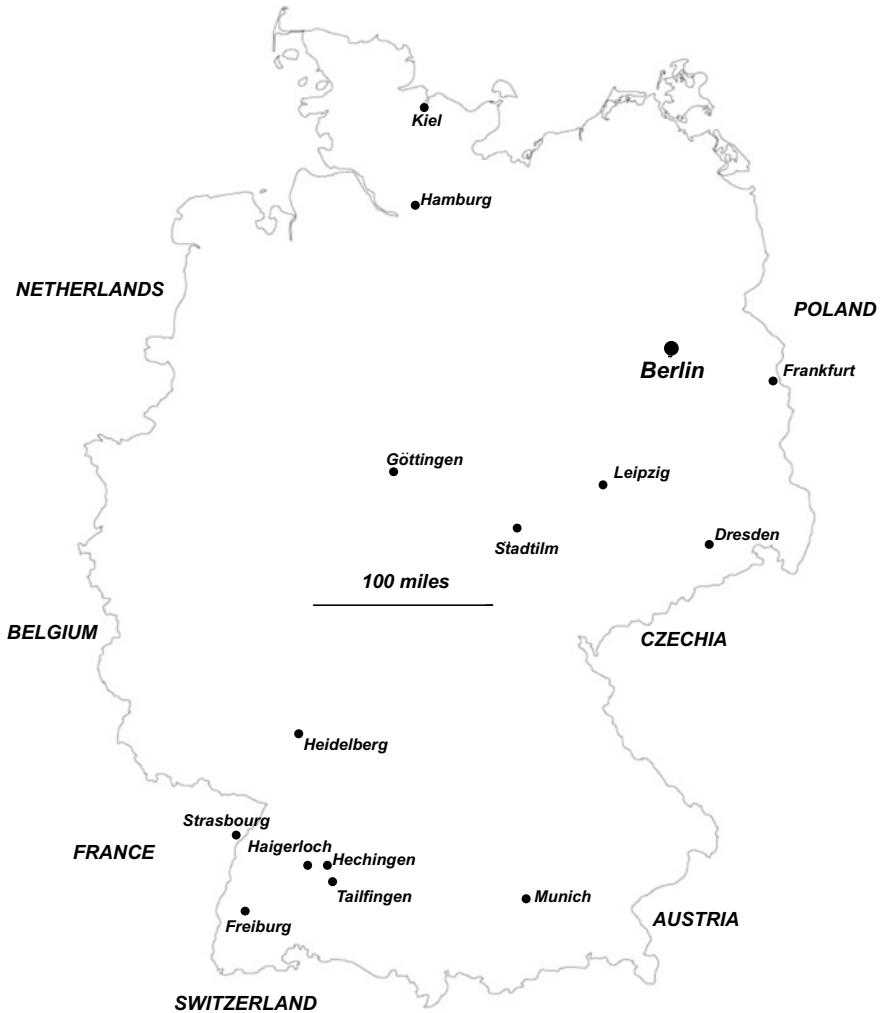 Kiel
Hamburg
NETHERLANDS
POLAND
Berlin
Frankfurt
Göttingen
Leipzig
Dresden
Stadtilm
100 miles
BELGIUM
CZECHIA
Heidelberg
Strasbourg
Haigerloch
FRANCE
Hechingen
Tailfingen
Munich
Freiburg
AUSTRIA
SWITZERLAND